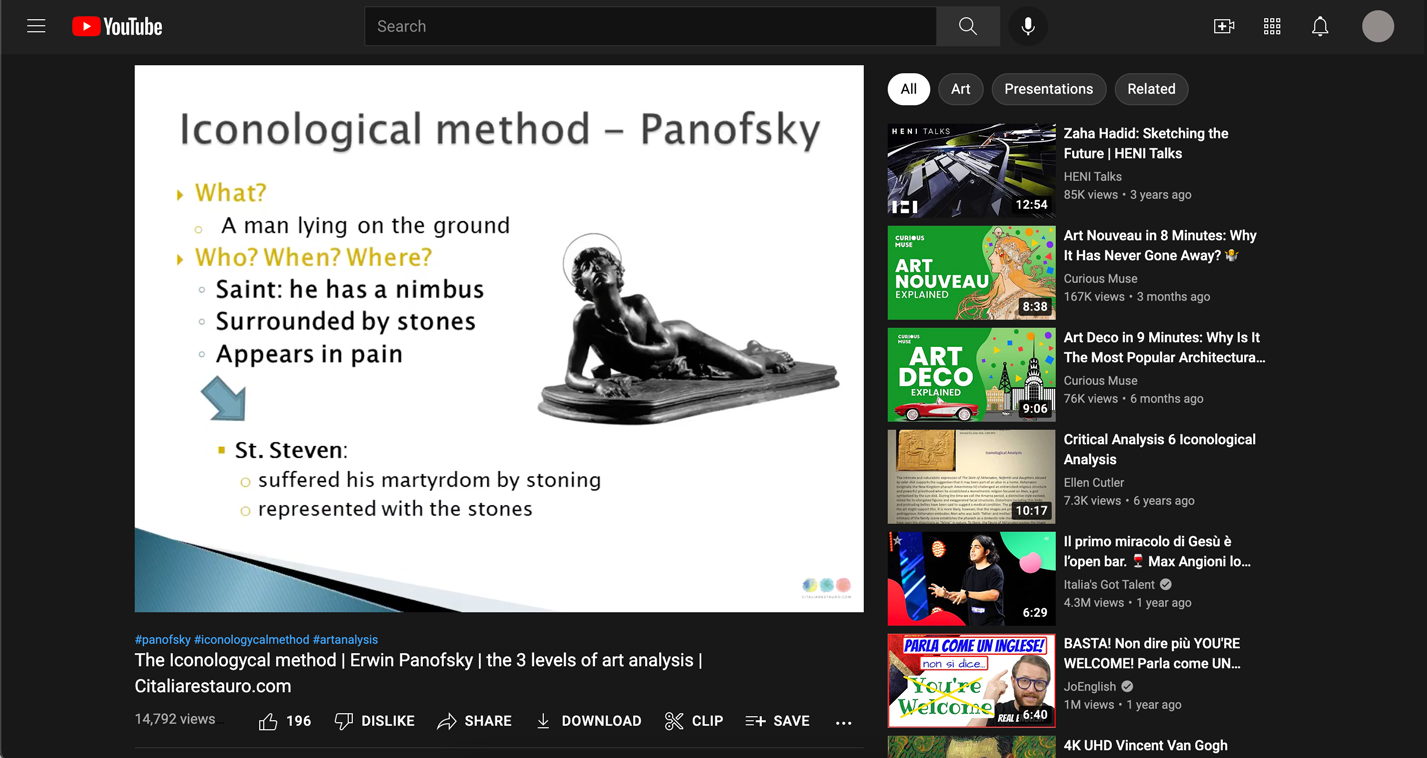 YouTube
Search
Iconological method – Panofsky
What?
A man lying on the ground
Who? When? Where?
Saint: he has a nimbus
Surrounded by stones
Appears in pain
St. Steven:
suffered his martyrdom by stoning
represented with the stones
CITALIARESTAURO.COM
#panofsky #iconologycalmethod #artanalysis
The Iconologycal method | Erwin Panofsky | the 3 levels of art analysis |
Citaliarestauro.com
14,792 views
196
DISLIKE
SHARE
DOWNLOAD
CLIP
SAVE
All
Art
Presentations
Related
HENI TALKS
12:54
Zaha Hadid: Sketching the
Future | HENI Talks
HENI Talks
85K views • 3 years ago
CURIOUS
MUSE
ART
NOUVEAU
EXPLAINED
8:38
Art Nouveau in 8 Minutes: Why
It Has Never Gone Away?
Curious Muse
167K views • 3 months ago
CURIOUS
MUSE
ART
DECO
EXPLAINED
9:06
Art Deco in 9 Minutes: Why Is It
The Most Popular Architectura...
Curious Muse
76K views • 6 months ago
Iconological Analysis
10:17
Critical Analysis 6 Iconological
Analysis
Ellen Cutler
7.3K views • 6 years ago
6:29
Il primo miracolo di Gesù è
l'open bar. 🍷 Max Angioni lo...
Italia's Got Talent
4.3M views • 1 year ago
PARLA COME UN INGLESE!
non si dice...
You're
Welcome
REAL
6:40
BASTA! Non dire più YOU'RE
WELCOME! Parla come UN...
JoEnglish
1M views • 1 year ago
4K UHD Vincent Van Gogh